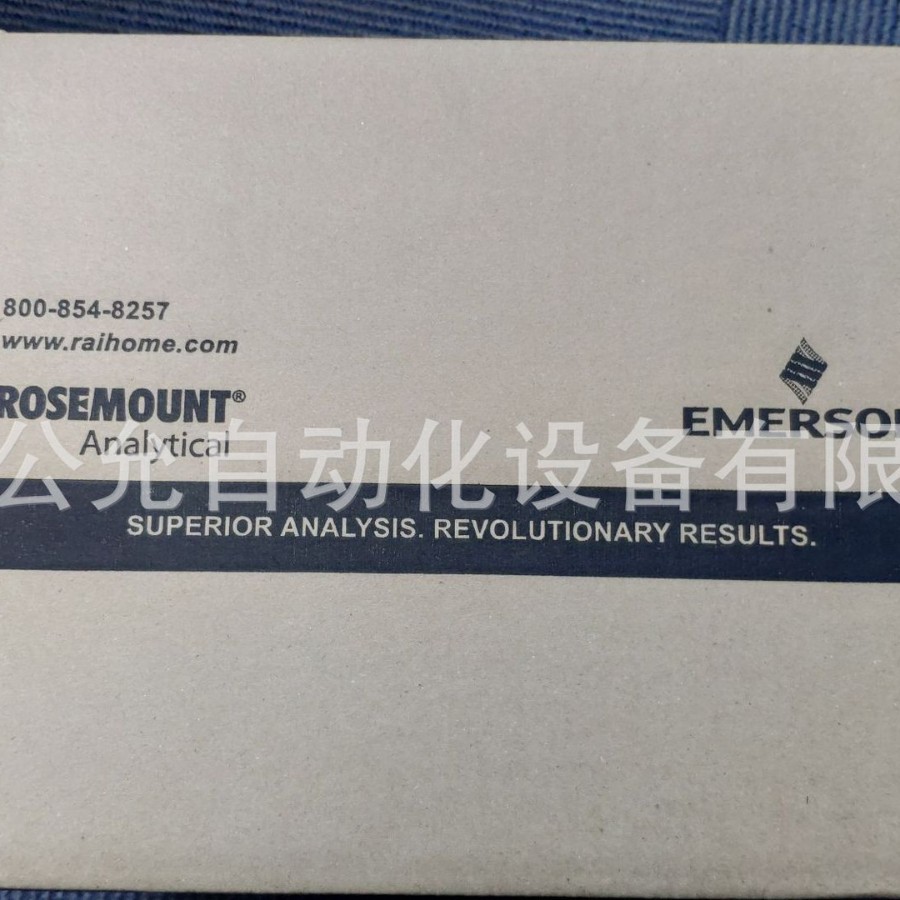 800-854-8257
www.raihome.com
ROSEMOUNT®
Analytical
EMERSON
公允自动化设备有限
SUPERIOR ANALYSIS. REVOLUTIONARY RESULTS.